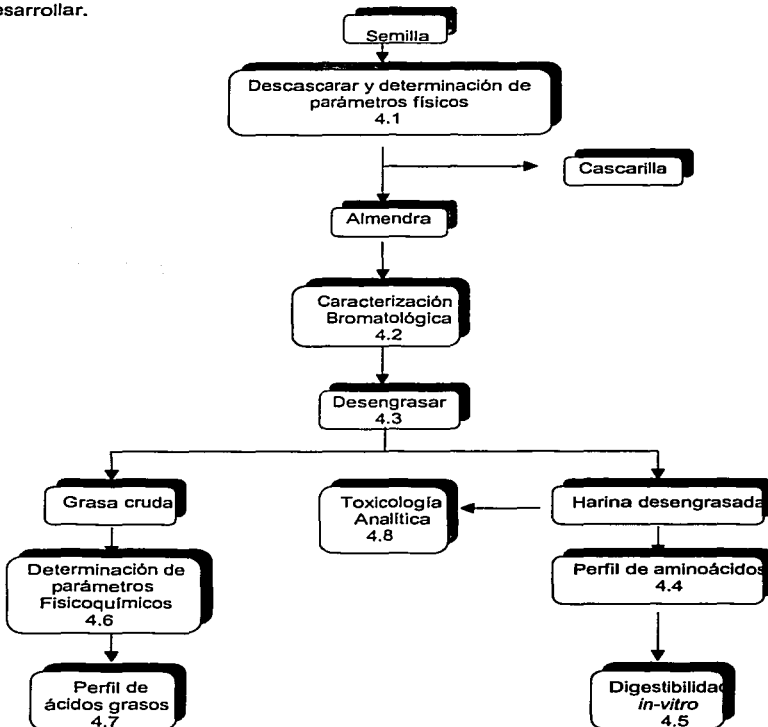 esarrollar.
Semilla
Descascarar y determinación de
parámetros físicos
4.1
Cascarilla
Almendra
Caracterización
Bromatológica
4.2
Desengrasar
4.3
Grasa cruda
Toxicología
Analítica
4.8
Harina desengrasada
Determinación de
parámetros
Fisicoquímicos
4.6
Perfil de aminoácidos
4.4
Perfil de
ácidos grasos
4.7
Digestibilidad
in-vitro
4.5